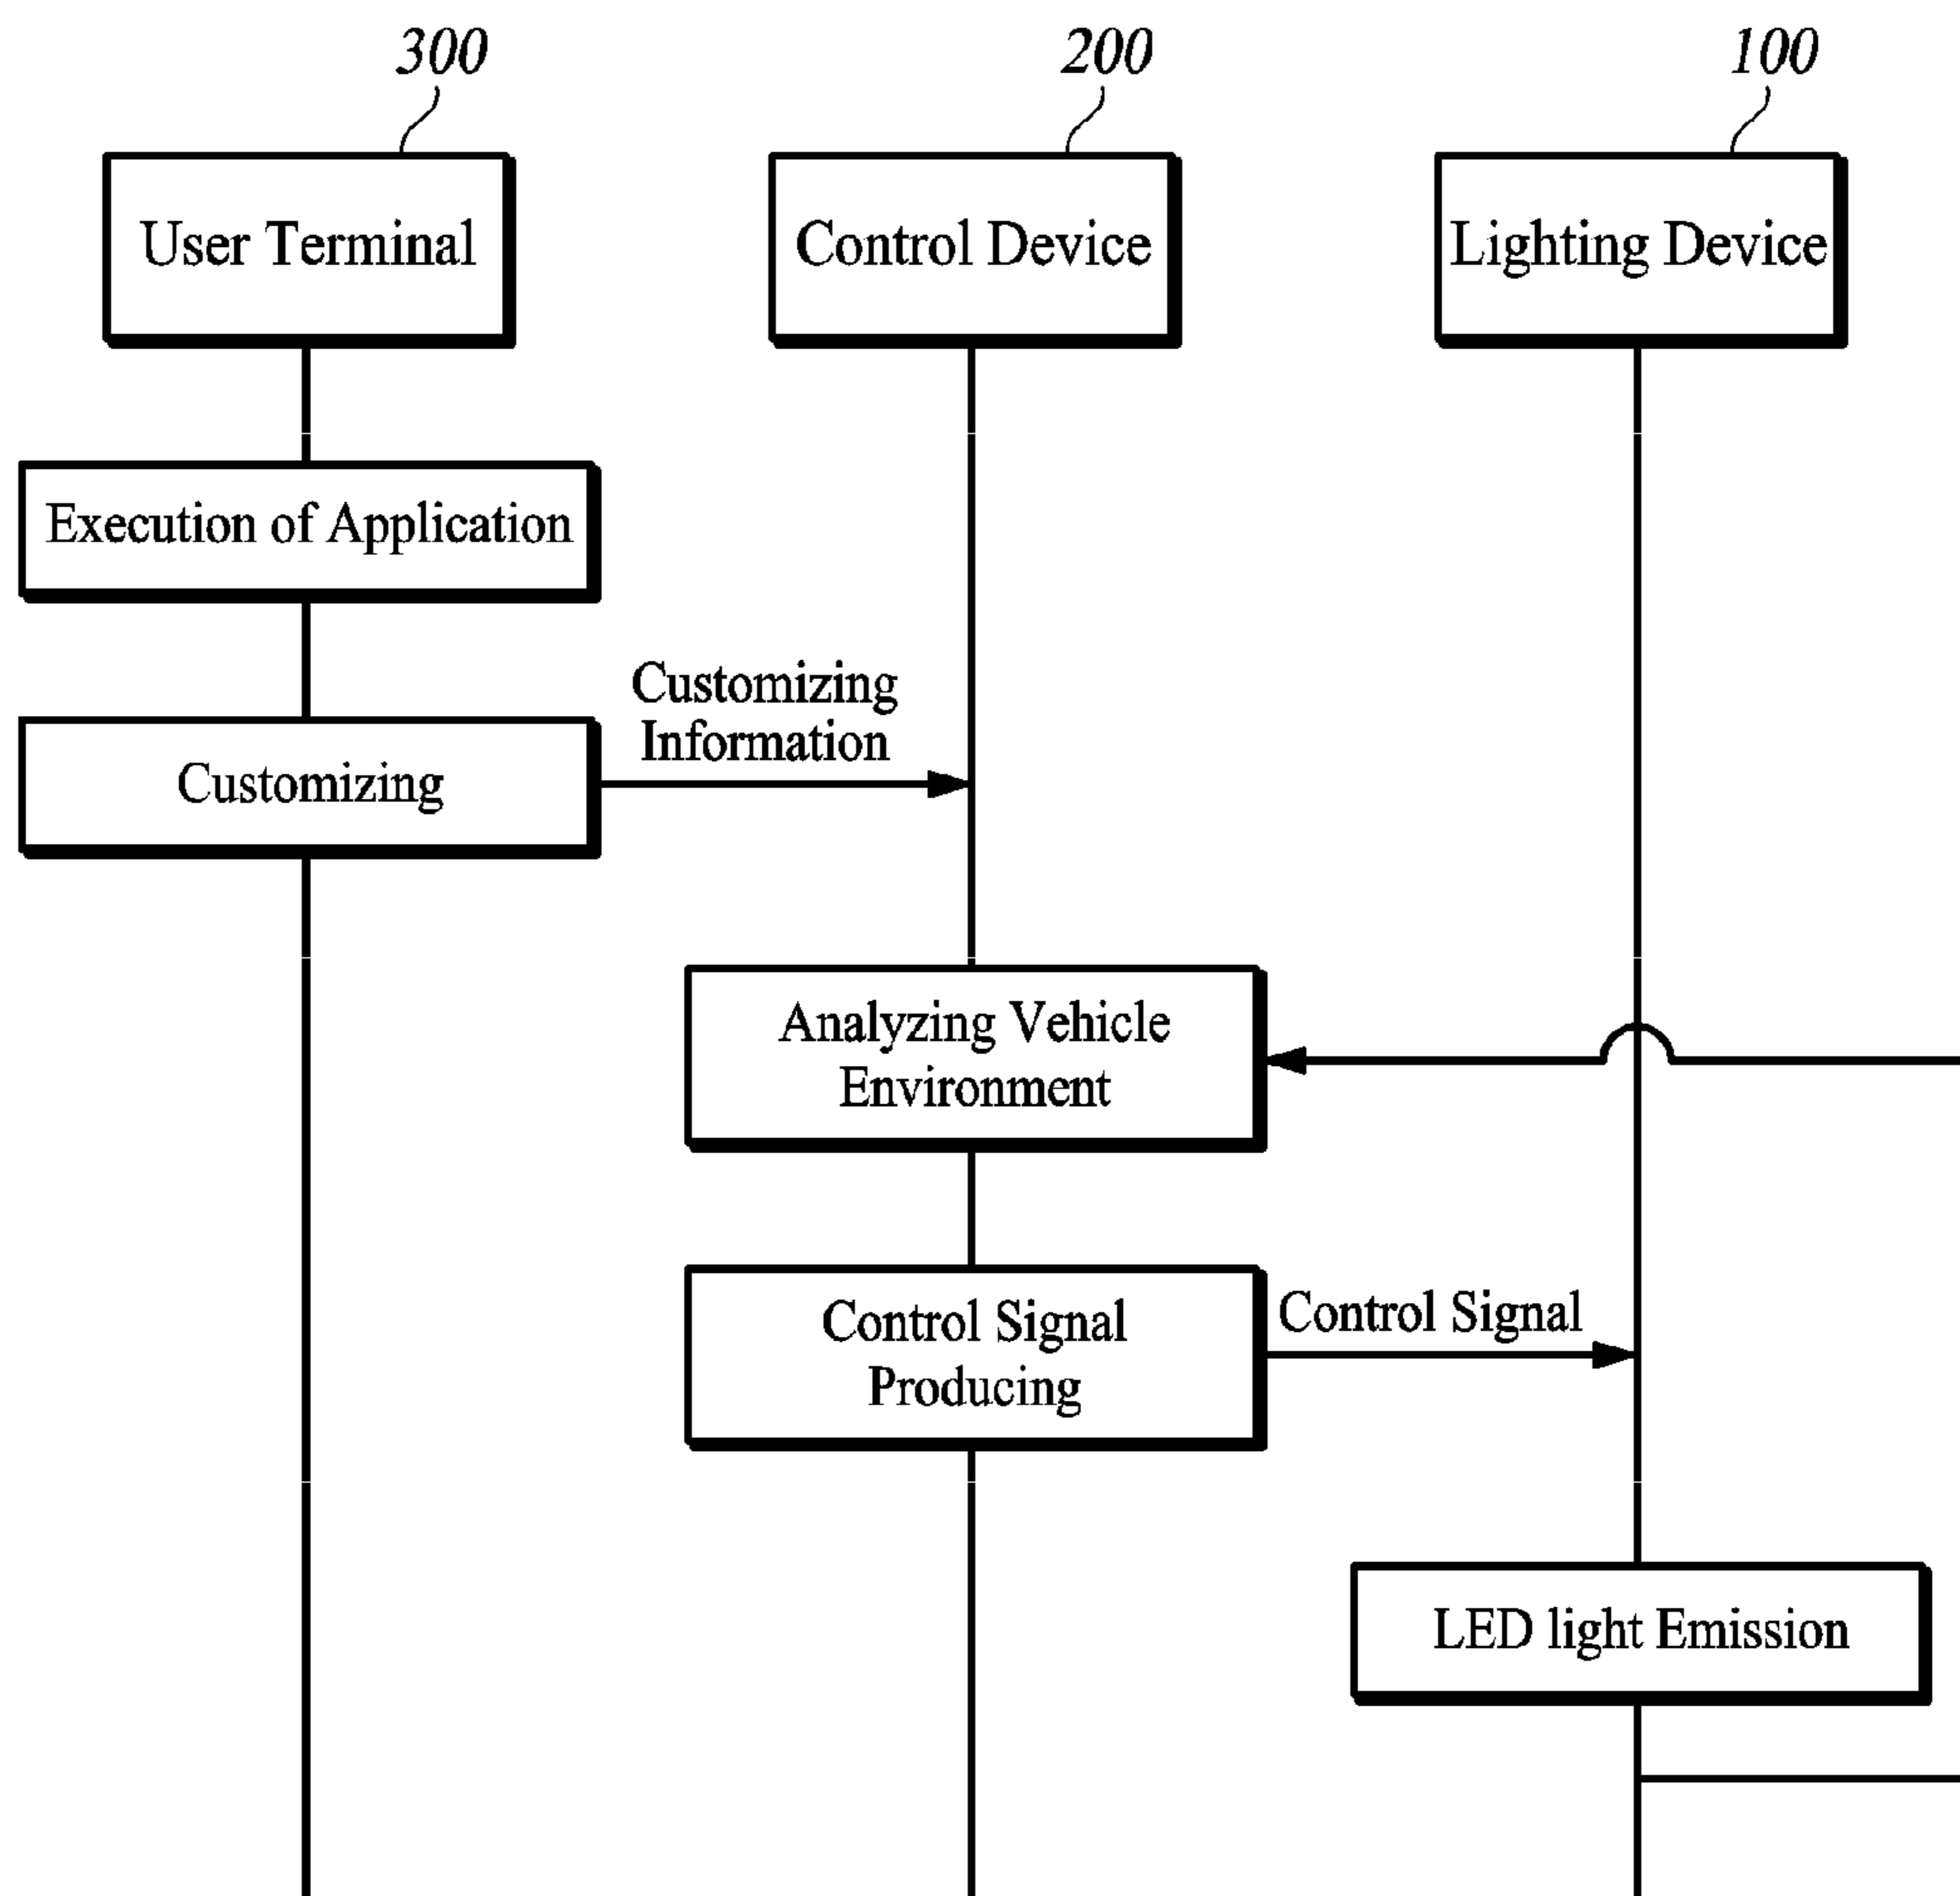 300
200
100
User Terminal
Control Device
Lighting Device
Execution of Application
Customizing
Information
Customizing
Analyzing Vehicle
Environment
Control Signal
Producing
Control Signal
LED light Emission